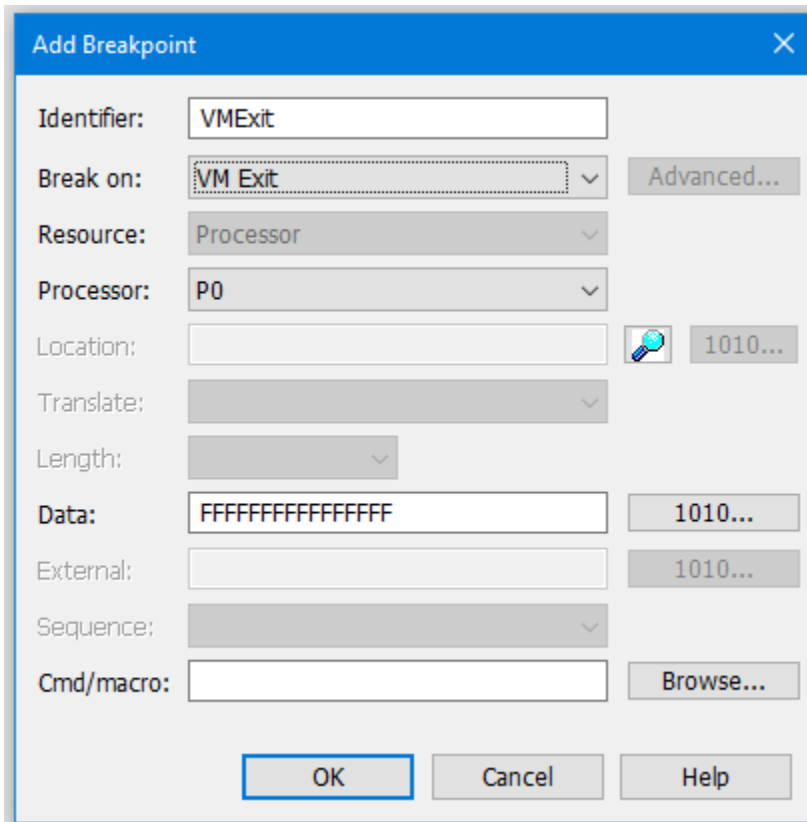 Add Breakpoint
Identifier: VMExit
Break on: VM Exit Advanced...
Resource: Processor
Processor: P0
Location: 1010...
Translate:
Length:
Data: FFFFFFFFFFFFFFFF 1010...
External: 1010...
Sequence:
Cmd/macro: Browse...
OK Cancel Help